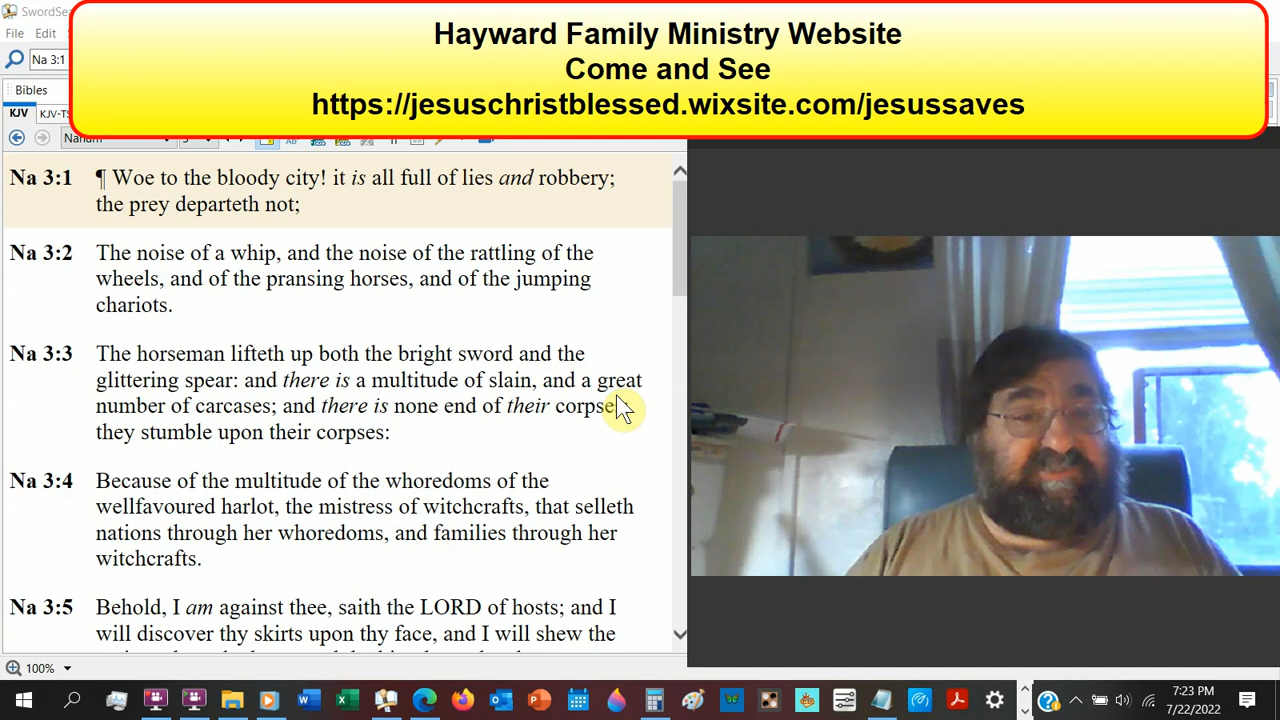 SwordSe
Hayward Family Ministry Website
Come and See
https://jesuschristblessed.wixsite.com/jesussaves
File Edit
Na 3:1
Bibles
KJV KJV-TS
Nahum
Na 3:1 ¶ Woe to the bloody city! it is all full of lies and robbery;
the prey departeth not;
Na 3:2 The noise of a whip, and the noise of the rattling of the
wheels, and of the pransing horses, and of the jumping
chariots.
Na 3:3 The horseman lifteth up both the bright sword and the
glittering spear: and there is a multitude of slain, and a great
number of carcases; and there is none end of their corpse
they stumble upon their corpses:
Na 3:4 Because of the multitude of the whoredoms of the
wellfavoured harlot, the mistress of witchcrafts, that selleth
nations through her whoredoms, and families through her
witchcrafts.
Na 3:5 Behold, I am against thee, saith the LORD of hosts; and I
will discover thy skirts upon thy face, and I will shew the
100%
7:23 PM
7/22/2022